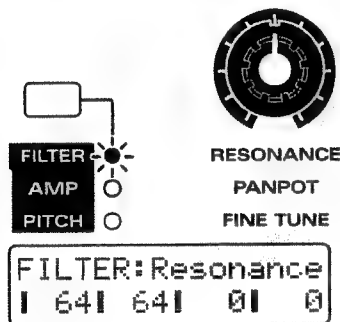 FILTER RESONANCE
AMP PANPOT
PITCH FINE TUNE
FILTER:Resonance
64 64 0 0